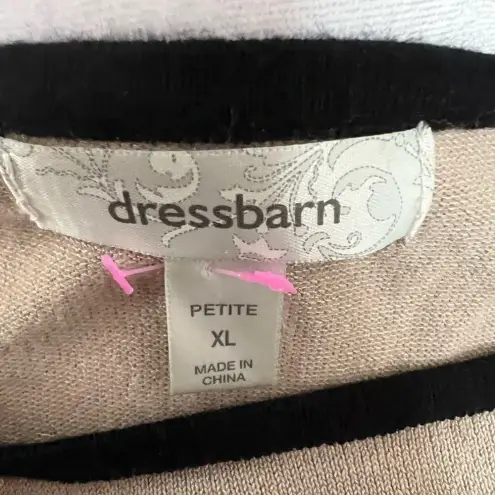 dressbarn
PETITE
XL
MADE IN
CHINA